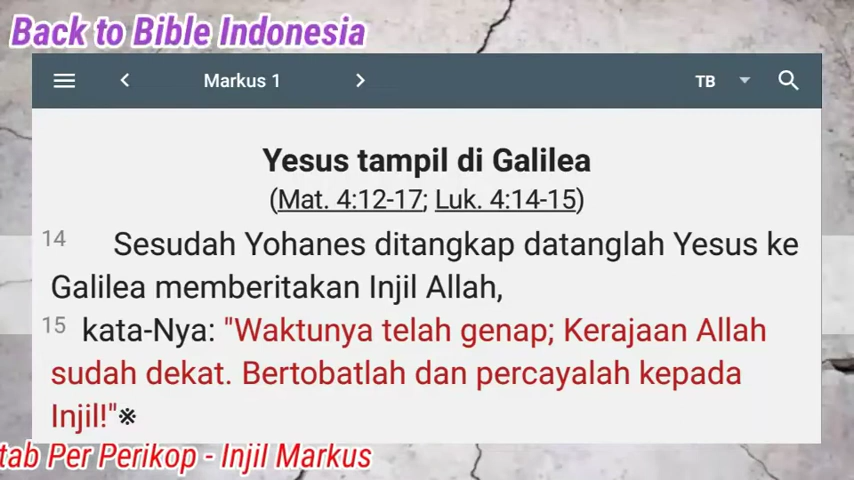 Back to Bible Indonesia
Markus 1
TB
Yesus tampil di Galilea
(Mat. 4:12-17; Luk. 4:14-15)
14 Sesudah Yohanes ditangkap datanglah Yesus ke
Galilea memberitakan Injil Allah,
15 kata-Nya: "Waktunya telah genap; Kerajaan Allah
sudah dekat. Bertobatlah dan percayalah kepada
Injil!"※
tab Per Perikop - Injil Markus